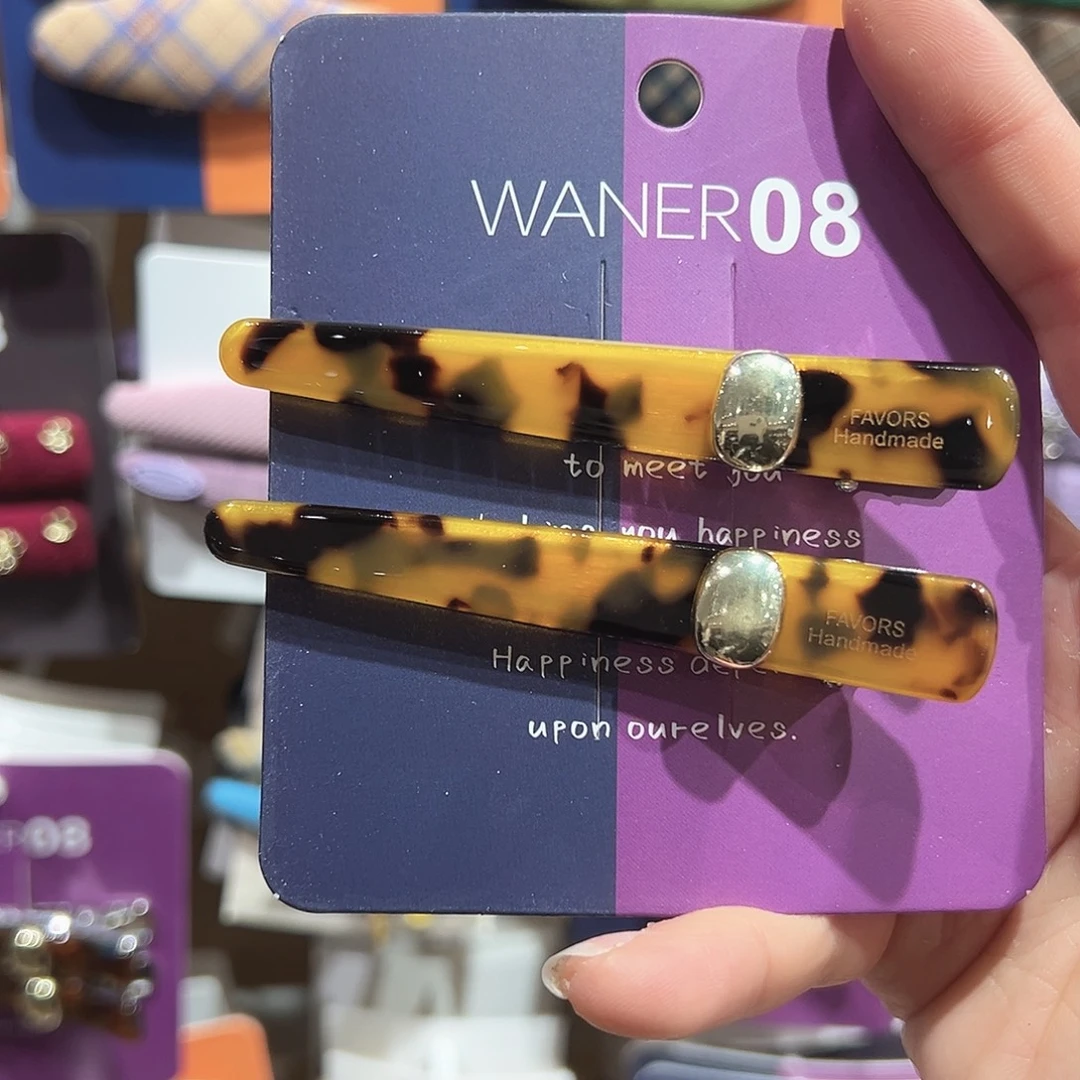 WANER08
FAVORS
Handmade
to meet you
you happiness
FAVORS
Handmade
Happiness
upon ourelves.
08